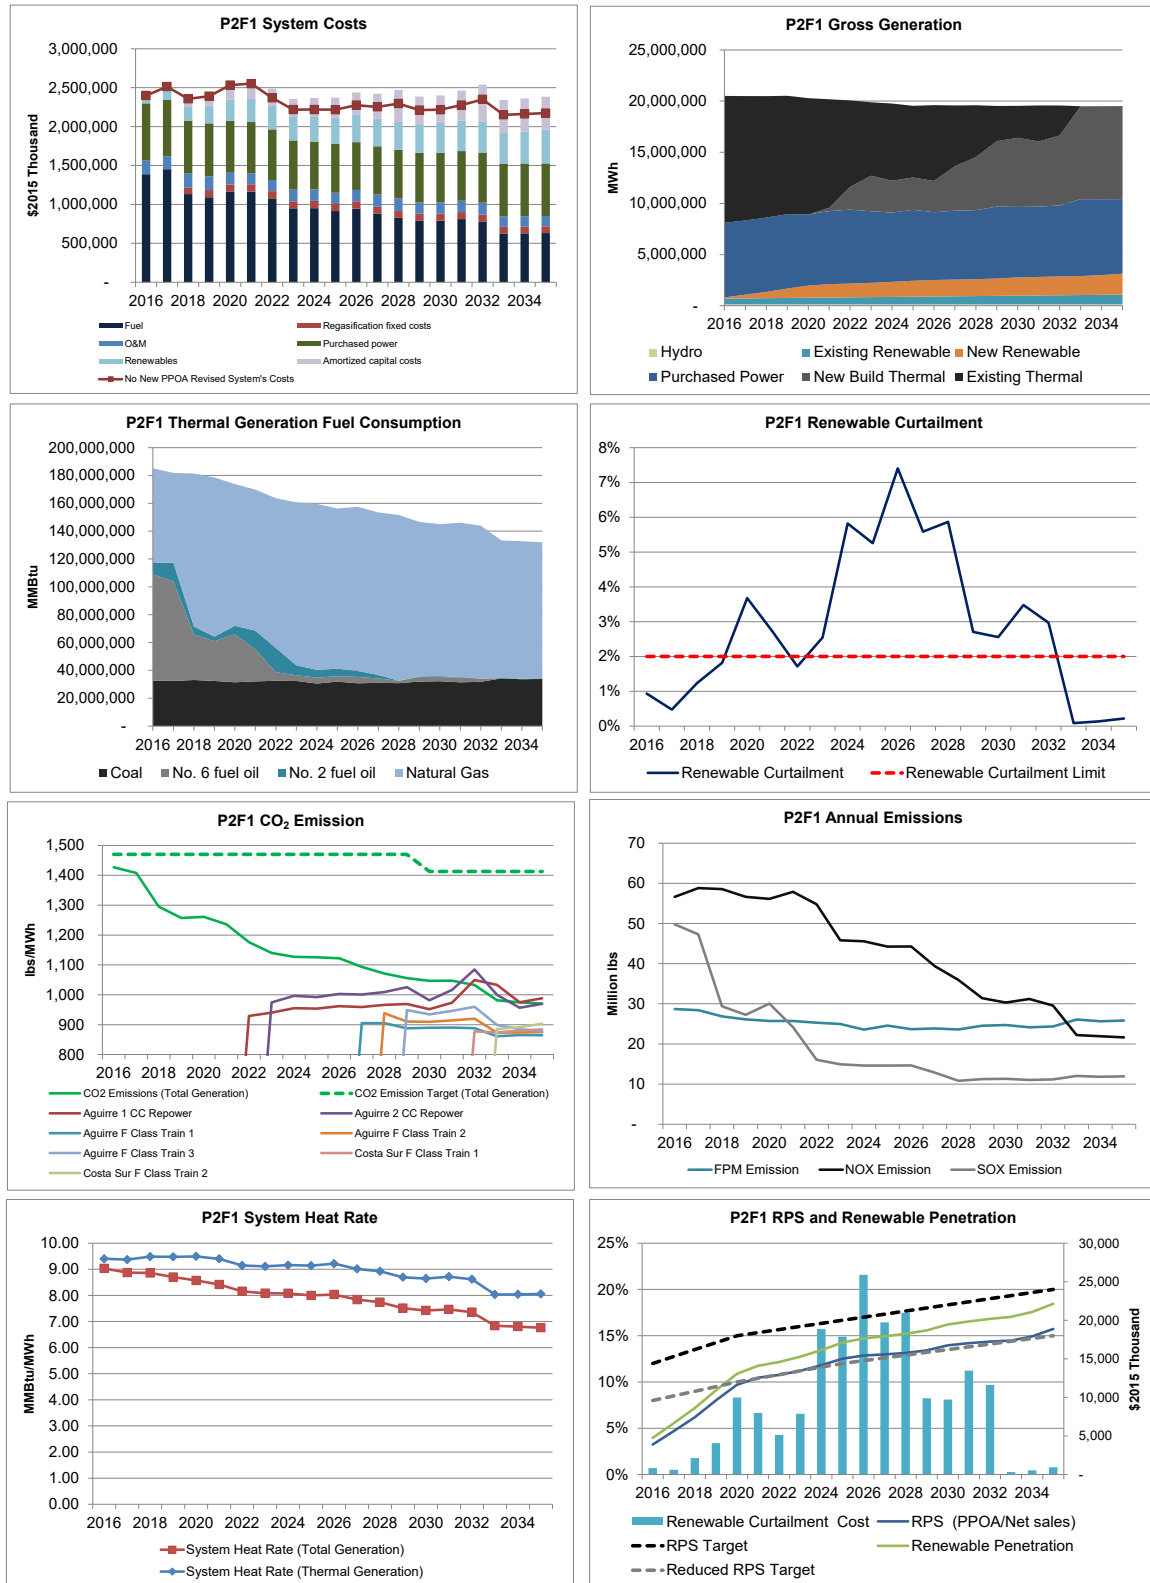 P2F1 System Costs
$2015 Thousand
3,000,000
2,500,000
2,000,000
1,500,000
1,000,000
500,000
-
2016 2018 2020 2022 2024 2026 2028 2030 2032 2034
Fuel
Regasification fixed costs
O&M
Purchased power
Renewables
Amortized capital costs
No New PPOA Revised System's Costs
P2F1 Gross Generation
MWh
25,000,000
20,000,000
15,000,000
10,000,000
5,000,000
-
2016 2018 2020 2022 2024 2026 2028 2030 2032 2034
Hydro Existing Renewable New Renewable
Purchased Power New Build Thermal Existing Thermal
P2F1 Thermal Generation Fuel Consumption
MMBtu
200,000,000
180,000,000
160,000,000
140,000,000
120,000,000
100,000,000
80,000,000
60,000,000
40,000,000
20,000,000
-
2016 2018 2020 2022 2024 2026 2028 2030 2032 2034
Coal No. 6 fuel oil No. 2 fuel oil Natural Gas
P2F1 Renewable Curtailment
8%
7%
6%
5%
4%
3%
2%
1%
0%
2016 2018 2020 2022 2024 2026 2028 2030 2032 2034
Renewable Curtailment Renewable Curtailment Limit
P2F1 CO2 Emission
lbs/MWh
1,500
1,400
1,300
1,200
1,100
1,000
900
800
2016 2018 2020 2022 2024 2026 2028 2030 2032 2034
CO2 Emissions (Total Generation)
CO2 Emission Target (Total Generation)
Aguirre 1 CC Repower
Aguirre 2 CC Repower
Aguirre F Class Train 1
Aguirre F Class Train 2
Aguirre F Class Train 3
Costa Sur F Class Train 1
Costa Sur F Class Train 2
P2F1 Annual Emissions
Million lbs
70
60
50
40
30
20
10
-
2016 2018 2020 2022 2024 2026 2028 2030 2032 2034
FPM Emission NOX Emission SOX Emission
P2F1 System Heat Rate
MMBtu/MWh
10.00
9.00
8.00
7.00
6.00
5.00
4.00
3.00
2.00
1.00
0.00
2016 2018 2020 2022 2024 2026 2028 2030 2032 2034
System Heat Rate (Total Generation)
System Heat Rate (Thermal Generation)
P2F1 RPS and Renewable Penetration
25%
20%
15%
10%
5%
0%
30,000
25,000
20,000
15,000
10,000
5,000
-
$2015 Thousand
2016 2018 2020 2022 2024 2026 2028 2030 2032 2034
Renewable Curtailment Cost RPS (PPOA/Net sales)
RPS Target Renewable Penetration
Reduced RPS Target